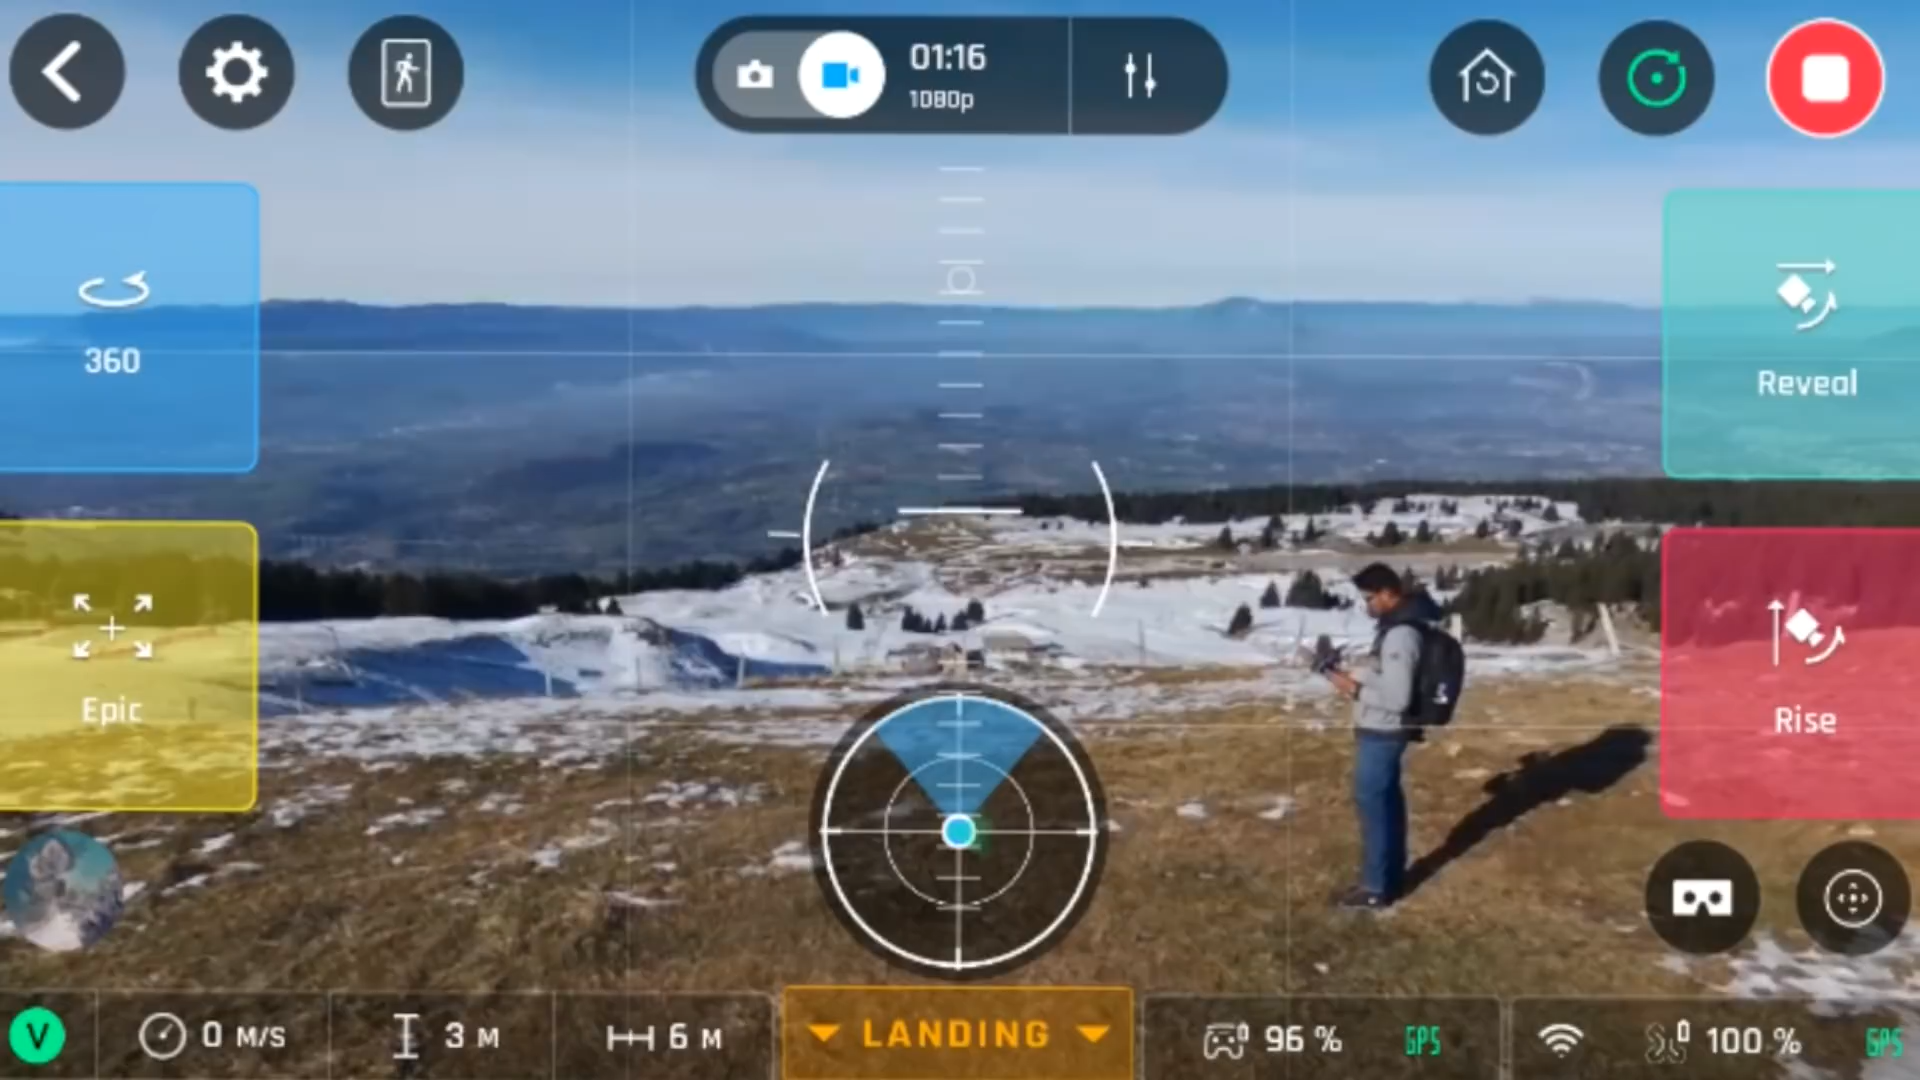 01:16
1080p
360
Reveal
Epic
Rise
V
0 M/S
3 M
6 M
LANDING
96 %
GPS
100 %
GPS